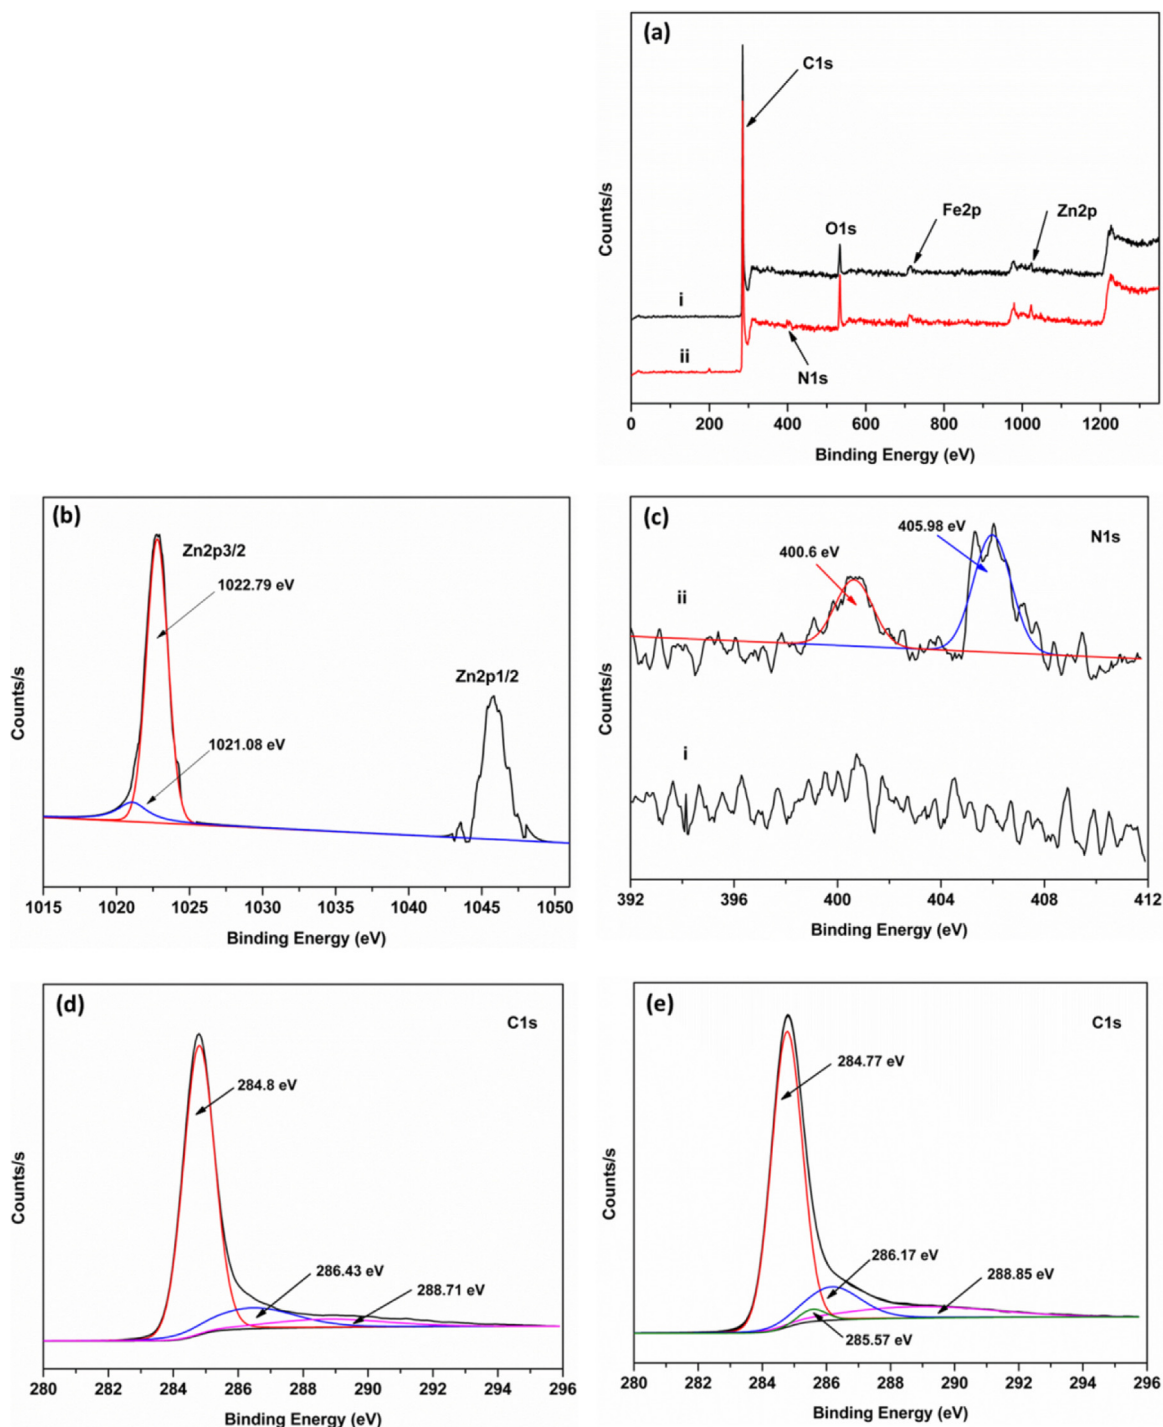 (a)
C1s
Fe2p
Zn2p
O1s
i
ii
N1s
Counts/s
0 200 400 600 800 1000 1200
Binding Energy (eV)
(b)
Zn2p3/2
1022.79 eV
Zn2p1/2
1021.08 eV
Counts/s
1015 1020 1025 1030 1035 1040 1045 1050
Binding Energy (eV)
(c)
N1s
405.98 eV
400.6 eV
ii
i
Counts/s
392 396 400 404 408 412
Binding Energy (eV)
(d)
C1s
284.8 eV
286.43 eV
288.71 eV
Counts/s
280 282 284 286 288 290 292 294 296
Binding Energy (eV)
(e)
C1s
284.77 eV
286.17 eV
288.85 eV
285.57 eV
Counts/s
280 282 284 286 288 290 292 294 296
Binding Energy (eV)